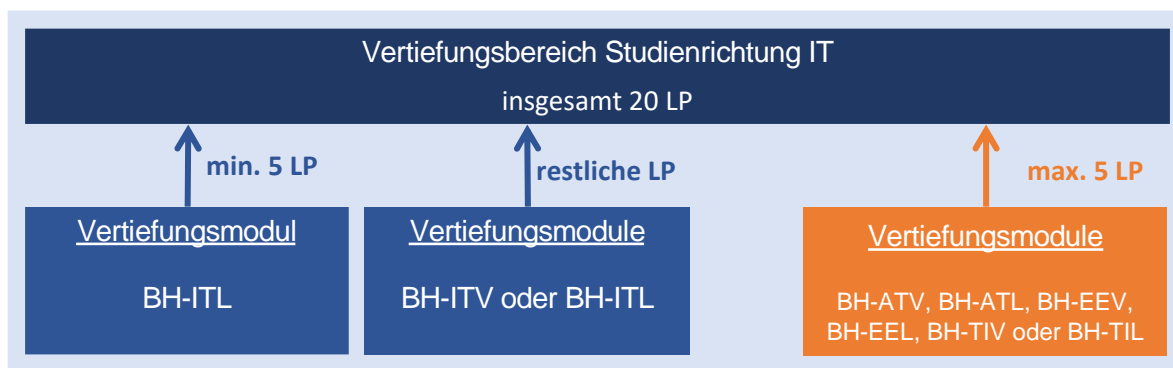 Vertiefungsbereich Studienrichtung IT
insgesamt 20 LP
min. 5 LP
restliche LP
max. 5 LP
Vertiefungsmodul
BH-ITL
Vertiefungsmodule
BH-ITV oder BH-ITL
Vertiefungsmodule
BH-ATV, BH-ATL, BH-EEV,
BH-EEL, BH-TIV oder BH-TIL